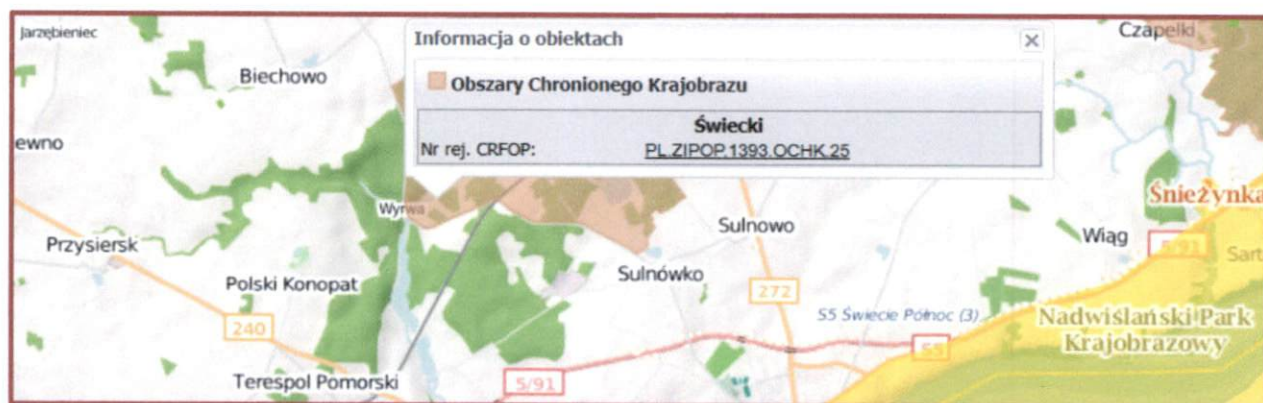 Jarzębieniec
Informacja o obiektach
Czapelki
Biechowo
Obszary Chronionego Krajobrazu
Świecki
ewno
Nr rej. CRFOP: PL.ZIPOP.1393.OCHK.25
Śnieżynka
Wyrwa
Sulnowo
Wiąg
5/91
Przysiersk
Sart
Sulnówko
Polski Konopat
272
S5 Świecie Północ (3)
Nadwiślański Park
Krajobrazowy
240
S5
Terespol Pomorski
5/91